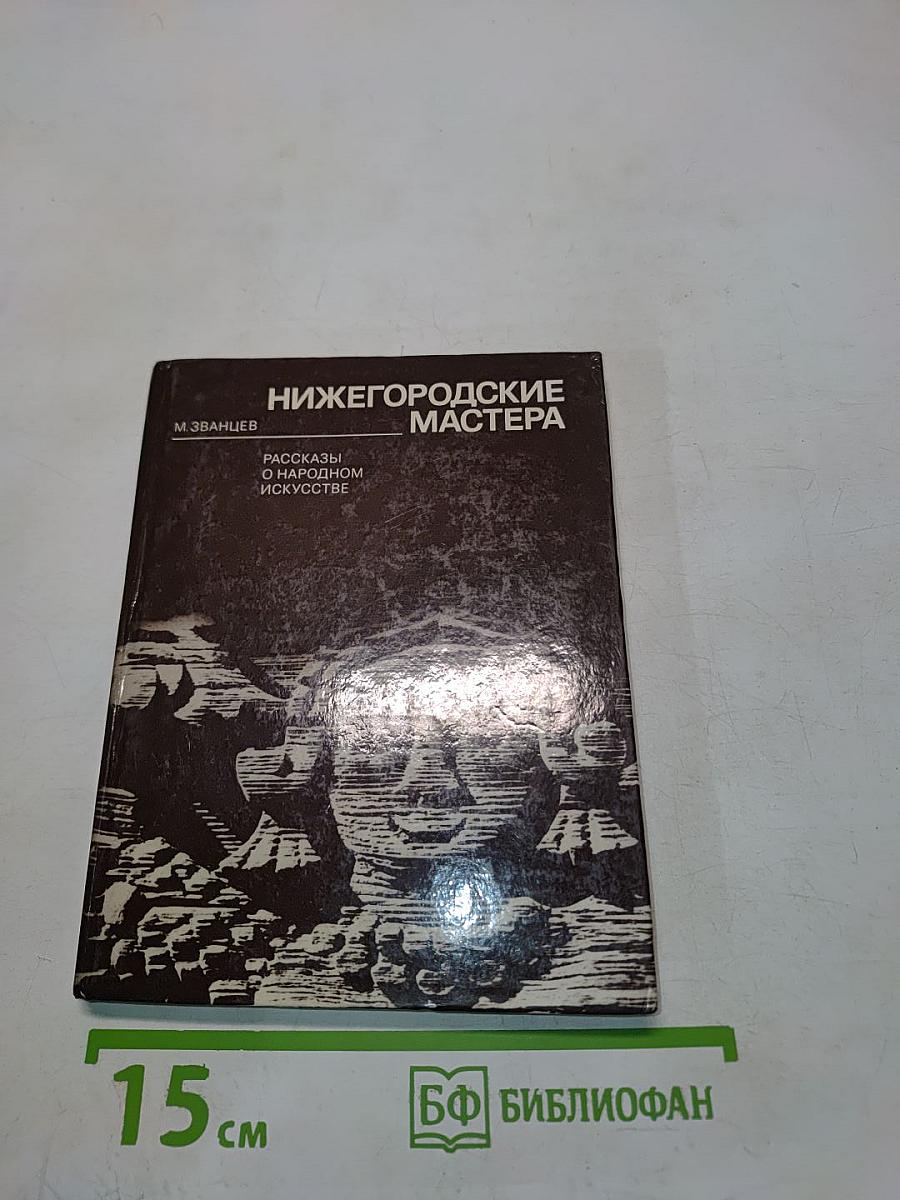 НИЖЕГОРОДСКИЕ
МАСТЕРА
М. ЗВАНЦЕВ
РАССКАЗЫ
О НАРОДНОМ
ИСКУССТВЕ
15 см
БФ БИБЛИОФАН